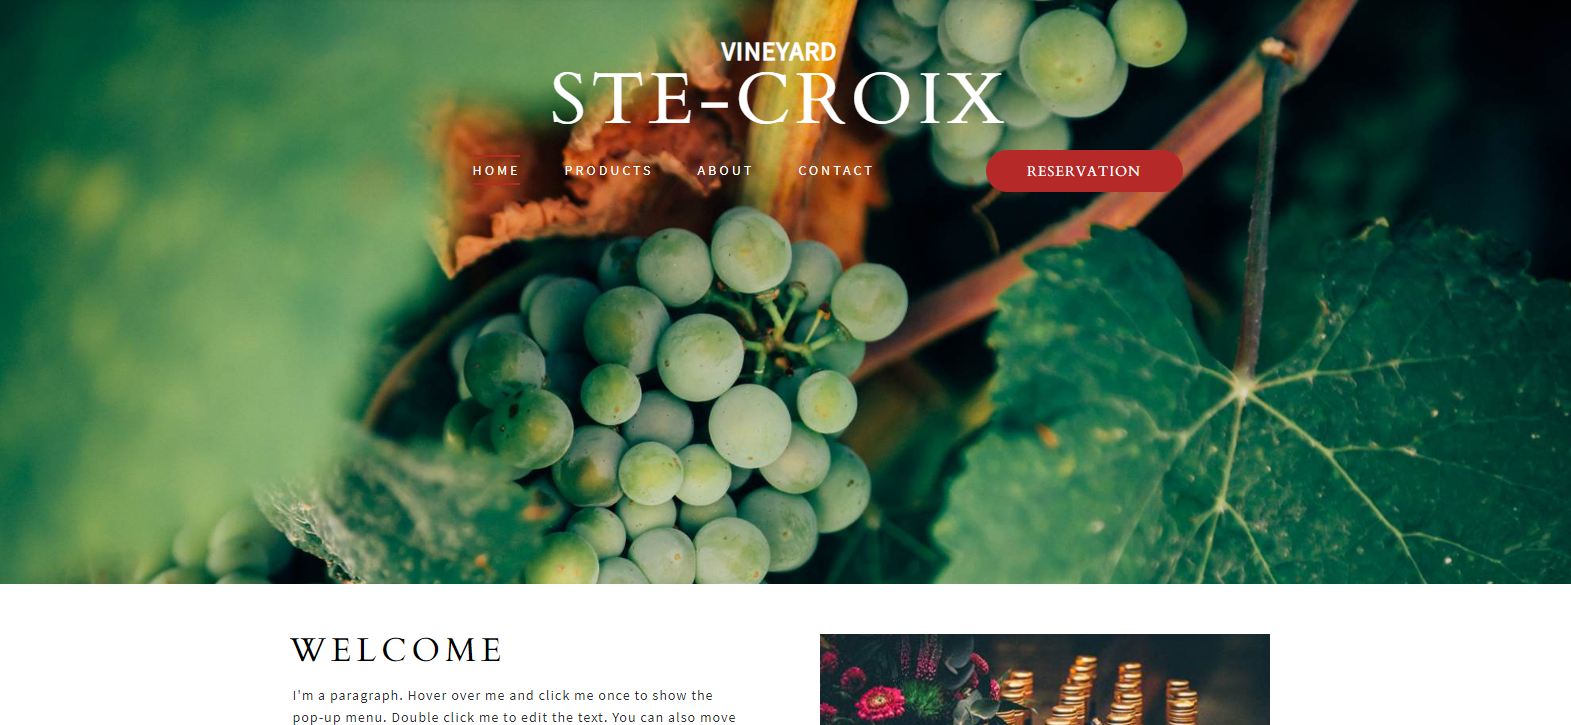 VINEYARD
STE-CROIX
HOME PRODUCTS ABOUT CONTACT RESERVATION
WELCOME
I'm a paragraph. Hover over me and click me once to show the
pop-up menu. Double click me to edit the text. You can also move